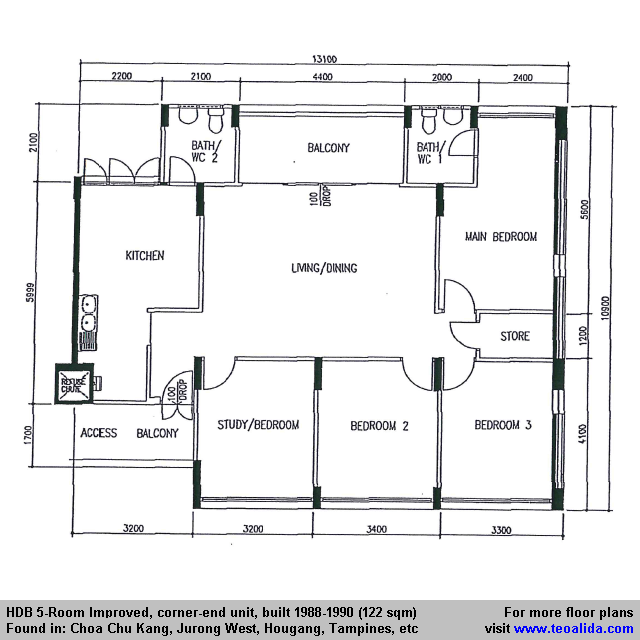 13100
2200
2100
4400
2000
2400
2100
BATH/
WC 2
BALCONY
BATH/
WC 1
100
DROP
5600
MAIN BEDROOM
KITCHEN
LIVING/DINING
5999
10900
STORE
1200
REFUSE
CHUTE
100
DROP
1700
ACCESS BALCONY
STUDY/BEDROOM
BEDROOM 2
BEDROOM 3
4100
3200
3200
3400
3300
HDB 5-Room Improved, corner-end unit, built 1988-1990 (122 sqm)
For more floor plans
Found in: Choa Chu Kang, Jurong West, Hougang, Tampines, etc
visit www.teoalida.com